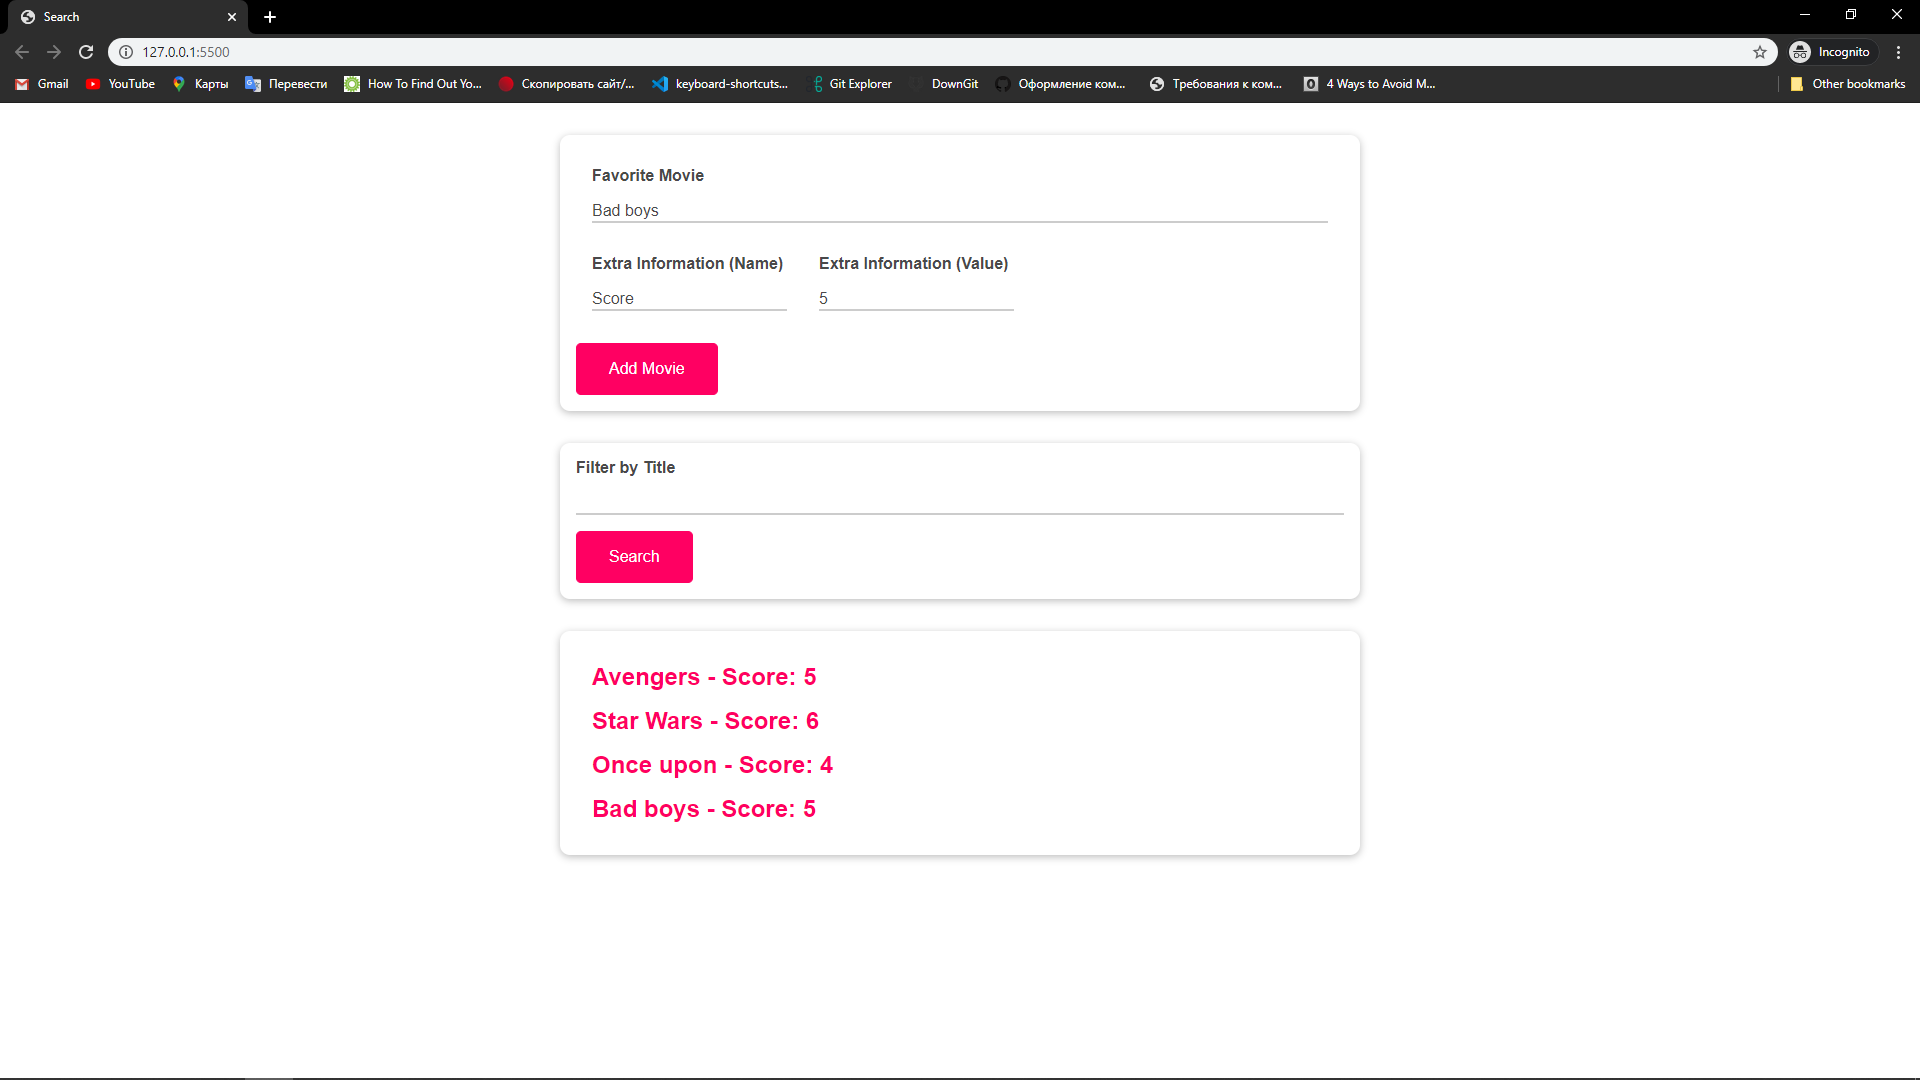 Search
127.0.0.1:5500
Incognito
Gmail YouTube Карты Перевести How To Find Out Yo... Скопировать сайт/... keyboard-shortcuts... Git Explorer DownGit Оформление ком... Требования к ком... 4 Ways to Avoid M... Other bookmarks
Favorite Movie
Bad boys
Extra Information (Name) Extra Information (Value)
Score 5
Add Movie
Filter by Title
Search
Avengers - Score: 5
Star Wars - Score: 6
Once upon - Score: 4
Bad boys - Score: 5